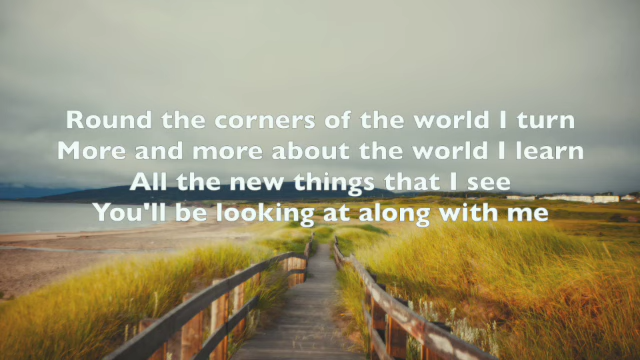 Round the corners of the world I turn
More and more about the world I learn
All the new things that I see
You'll be looking at along with me